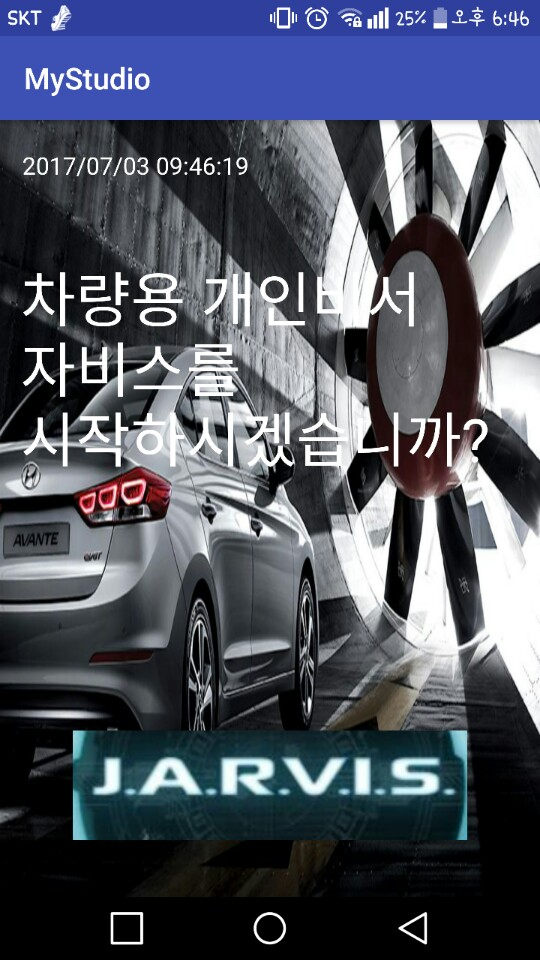 SKT 25% 오후 6:46
MyStudio
2017/07/03 09:46:19
차량용 개인비서
자비스를
시작하시겠습니까?
AVANTE
J.A.R.V.I.S.